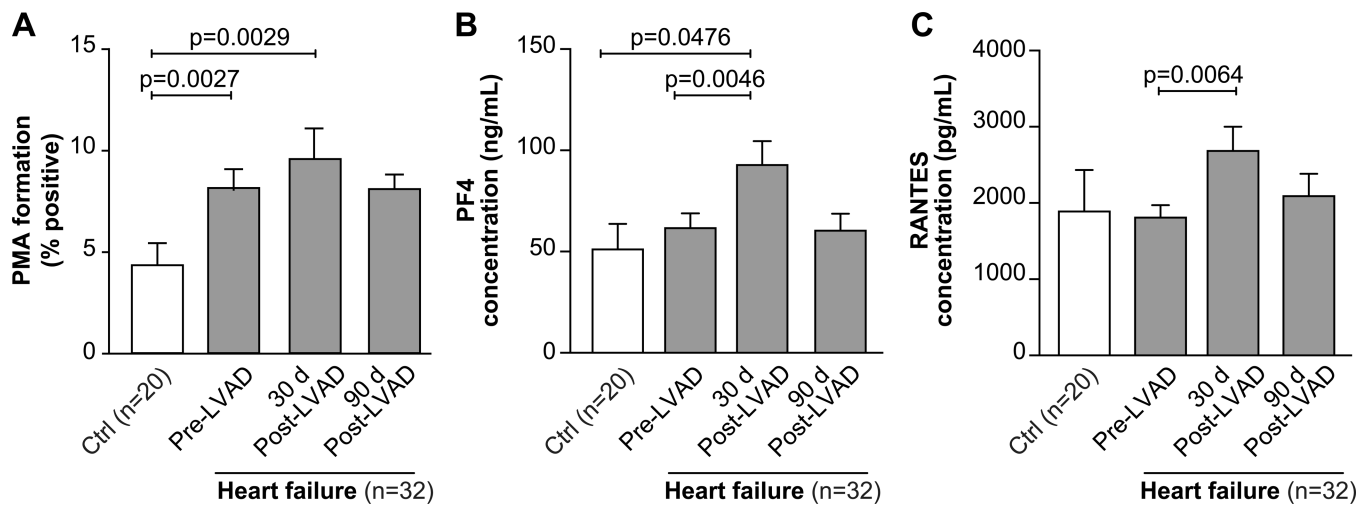 A
PMA formation
(% positive)
15
10
5
0
p=0.0029
p=0.0027
Ctrl (n=20)
Pre-LVAD
30 d
Post-LVAD
90 d
Post-LVAD
Heart failure (n=32)
B
PF4
concentration (ng/mL)
150
100
50
0
p=0.0476
p=0.0046
Ctrl (n=20)
Pre-LVAD
30 d
Post-LVAD
90 d
Post-LVAD
Heart failure (n=32)
C
RANTES
concentration (pg/mL)
4000
3000
2000
1000
0
p=0.0064
Ctrl (n=20)
Pre-LVAD
30 d
Post-LVAD
90 d
Post-LVAD
Heart failure (n=32)